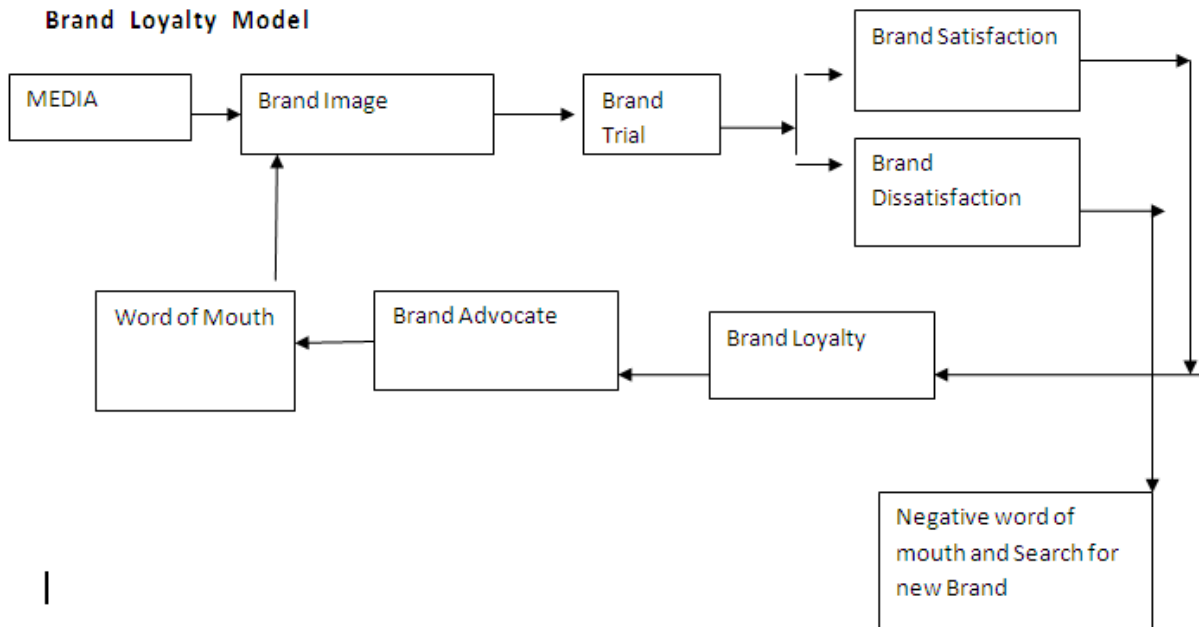 Brand Loyalty Model
MEDIA
Brand Image
Brand
Trial
Brand Satisfaction
Brand
Dissatisfaction
Word of Mouth
Brand Advocate
Brand Loyalty
Negative word of
mouth and Search for
new Brand